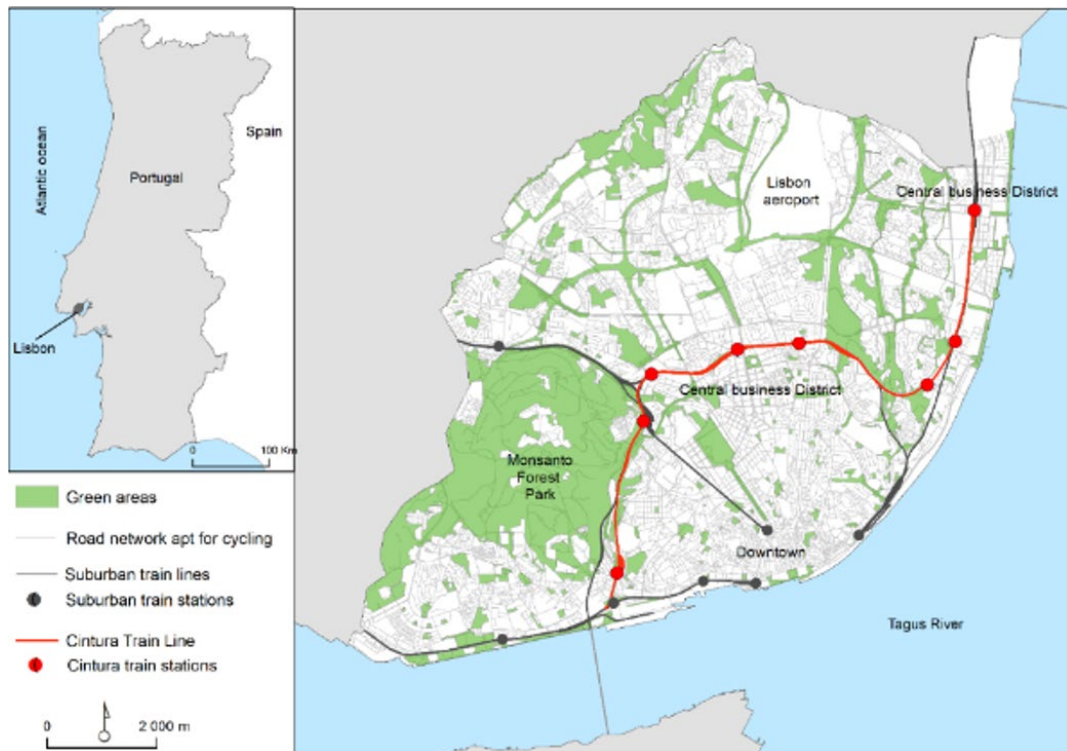 Atlantic ocean
Spain
Portugal
Lisbon
0 100 Km
Green areas
Road network apt for cycling
Suburban train lines
Suburban train stations
Cintura Train Line
Cintura train stations
0 2 000 m
Lisbon
aeroport
Central business District
Central business District
Monsanto
Forest
Park
Downtown
Tagus River